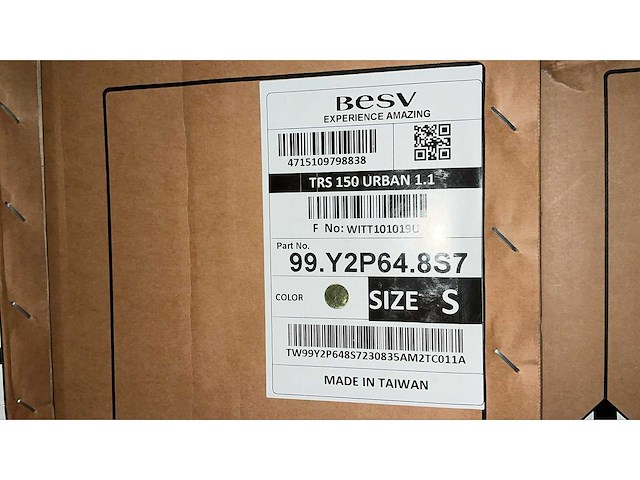 BESV
EXPERIENCE AMAZING
4715109798838
TRS 150 URBAN 1.1
F No: WITT101019U
Part No.
99.Y2P64.8S7
COLOR
SIZE S
TW99Y2P648S7230835AM2TC011A
MADE IN TAIWAN